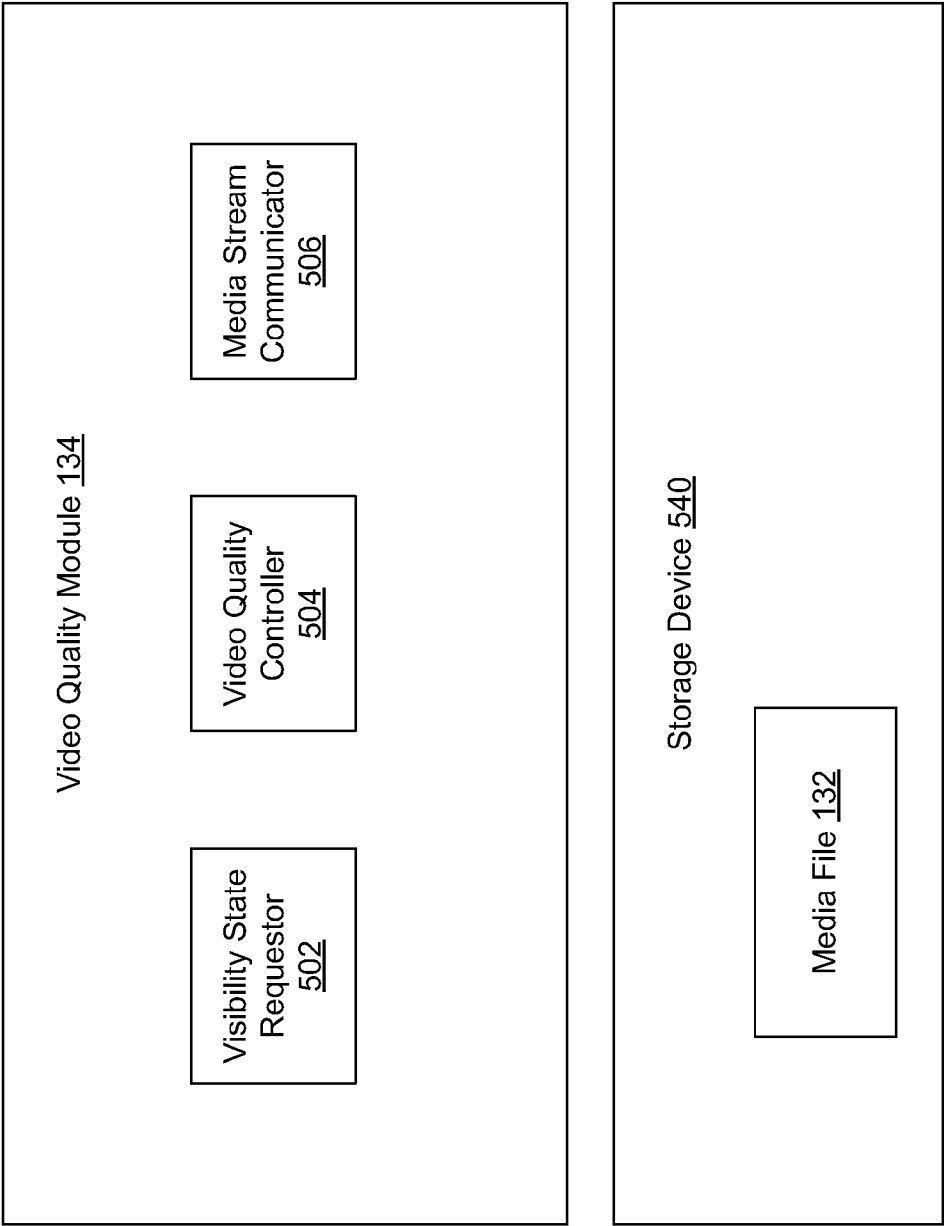 Video Quality Module 134
Visibility State
Requestor
502
Video Quality
Controller
504
Media Stream
Communicator
506
Storage Device 540
Media File 132